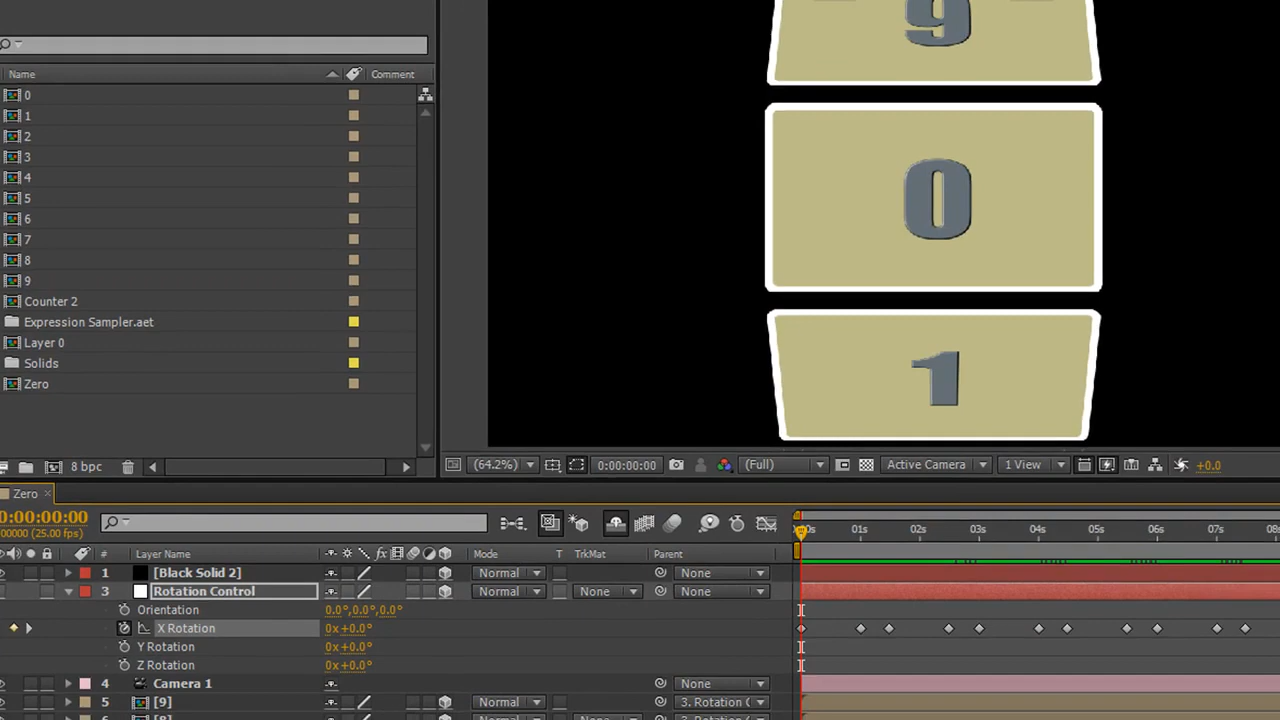 9
Name Comment
0
1
2
3
4
5
6
7
8
9
Counter 2
Expression Sampler.aet
Layer 0
Solids
Zero
0
1
8 bpc
(64.2%) 0:00:00:00 (Full) Active Camera 1 View +0.0
Zero ×
0:00:00:00
00000 (25.00 fps)
01s 02s 03s 04s 05s 06s 07s
# Layer Name fx Mode T TrkMat Parent
1 [Black Solid 2] Normal None
3 Rotation Control Normal None None
Orientation 0.0°,0.0°,0.0°
X Rotation 0x+0.0°
Y Rotation 0x+0.0°
Z Rotation 0x+0.0°
4 Camera 1 None
5 [9] Normal 3. Rotation C